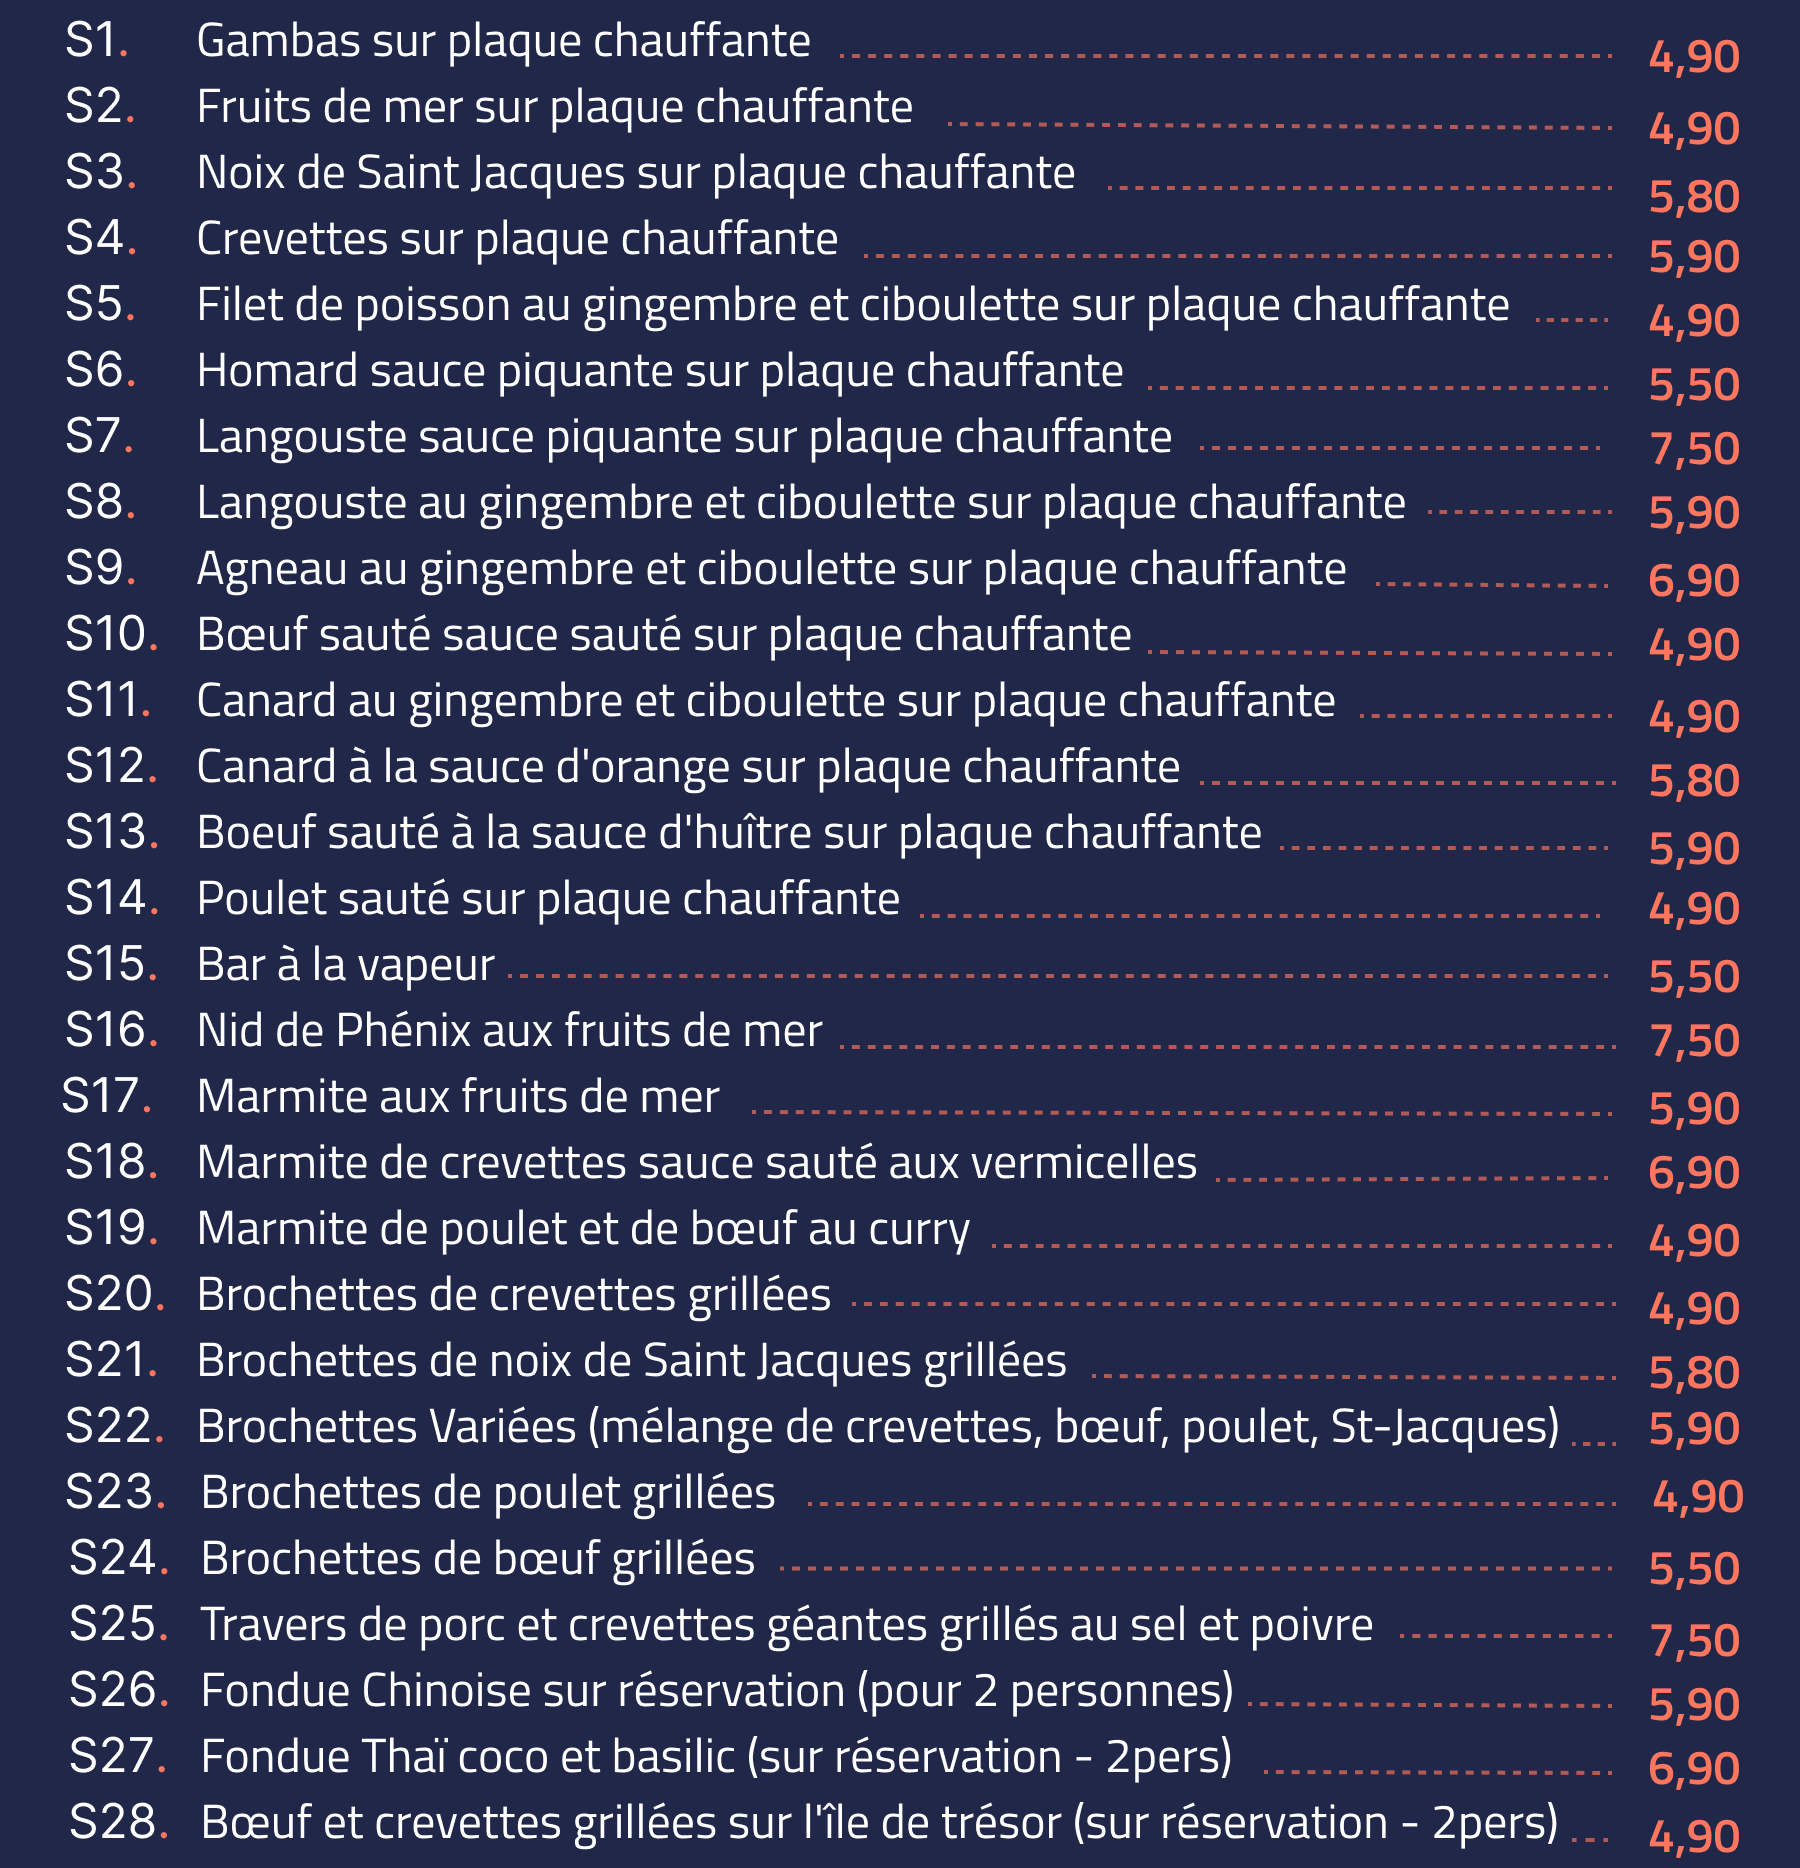 S1. Gambas sur plaque chauffante 4,90
S2. Fruits de mer sur plaque chauffante 4,90
S3. Noix de Saint Jacques sur plaque chauffante 5,80
S4. Crevettes sur plaque chauffante 5,90
S5. Filet de poisson au gingembre et ciboulette sur plaque chauffante 4,90
S6. Homard sauce piquante sur plaque chauffante 5,50
S7. Langouste sauce piquante sur plaque chauffante 7,50
S8. Langouste au gingembre et ciboulette sur plaque chauffante 5,90
S9. Agneau au gingembre et ciboulette sur plaque chauffante 6,90
S10. Bœuf sauté sauce sauté sur plaque chauffante 4,90
S11. Canard au gingembre et ciboulette sur plaque chauffante 4,90
S12. Canard à la sauce d'orange sur plaque chauffante 5,80
S13. Boeuf sauté à la sauce d'huître sur plaque chauffante 5,90
S14. Poulet sauté sur plaque chauffante 4,90
S15. Bar à la vapeur 5,50
S16. Nid de Phénix aux fruits de mer 7,50
S17. Marmite aux fruits de mer 5,90
S18. Marmite de crevettes sauce sauté aux vermicelles 6,90
S19. Marmite de poulet et de bœuf au curry 4,90
S20. Brochettes de crevettes grillées 4,90
S21. Brochettes de noix de Saint Jacques grillées 5,80
S22. Brochettes Variées (mélange de crevettes, bœuf, poulet, St-Jacques) 5,90
S23. Brochettes de poulet grillées 4,90
S24. Brochettes de bœuf grillées 5,50
S25. Travers de porc et crevettes géantes grillés au sel et poivre 7,50
S26. Fondue Chinoise sur réservation (pour 2 personnes) 5,90
S27. Fondue Thaï coco et basilic (sur réservation - 2pers) 6,90
S28. Bœuf et crevettes grillées sur l'île de trésor (sur réservation - 2pers) 4,90